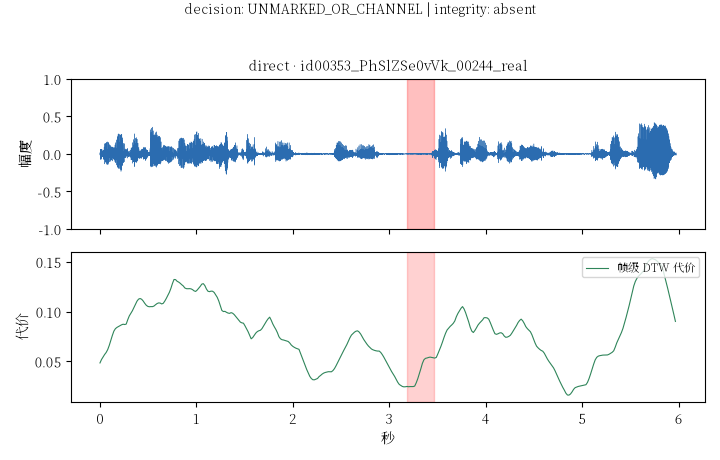 decision: UNMARKED_OR_CHANNEL | integrity: absent
direct · id00353_PhSlZSe0vVk_00244_real
1.0
0.5
0.0
-0.5
-1.0
幅度
0.15
0.10
0.05
代价
帧级 DTW 代价
0 1 2 3 4 5 6
秒